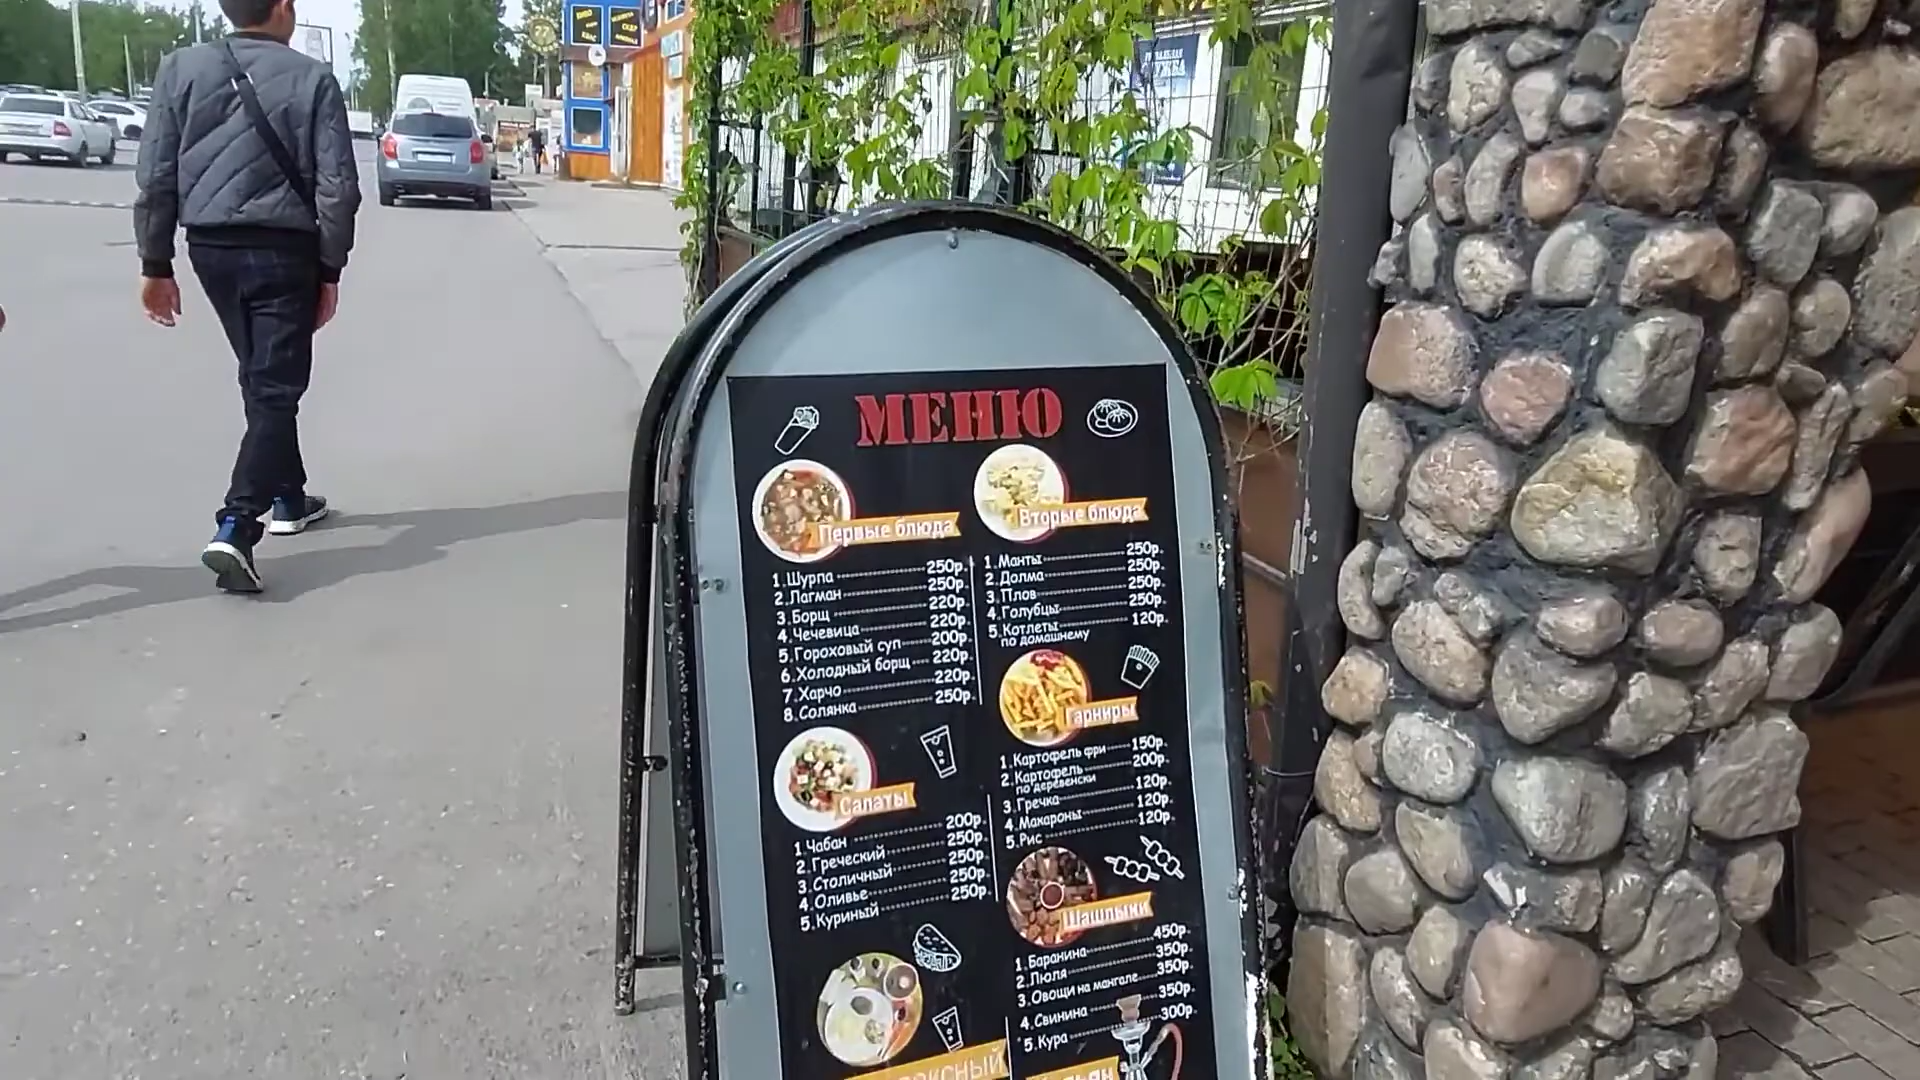 МЕНЮ
Первые блюда
1.Шурпа 250р.
2.Лагман 250р.
3.Борщ 220р.
4.Чечевица 220р.
5.Гороховый суп 200р.
6.Холодный борщ 220р.
7.Харчо 220р.
8.Солянка 250р.
Салаты
1.Чабан 200р.
2.Греческий 250р.
3.Столичный 250р.
4.Оливье 250р.
5.Куриный 250р.
Вторые блюда
1.Манты 250р.
2.Долма 250р.
3.Плов 250р.
4.Голубцы 250р.
5.Котлеты 120р.
по домашнему
Гарниры
1.Картофель фри 150р.
2.Картофель 200р.
по деревенски
3.Гречка 120р.
4.Макароны 120р.
5.Рис 120р.
Шашлыки
1.Баранина 450р.
2.Люля 350р.
3.Овощи на мангале 350р.
4.Свинина 350р.
5.Кура 300р.